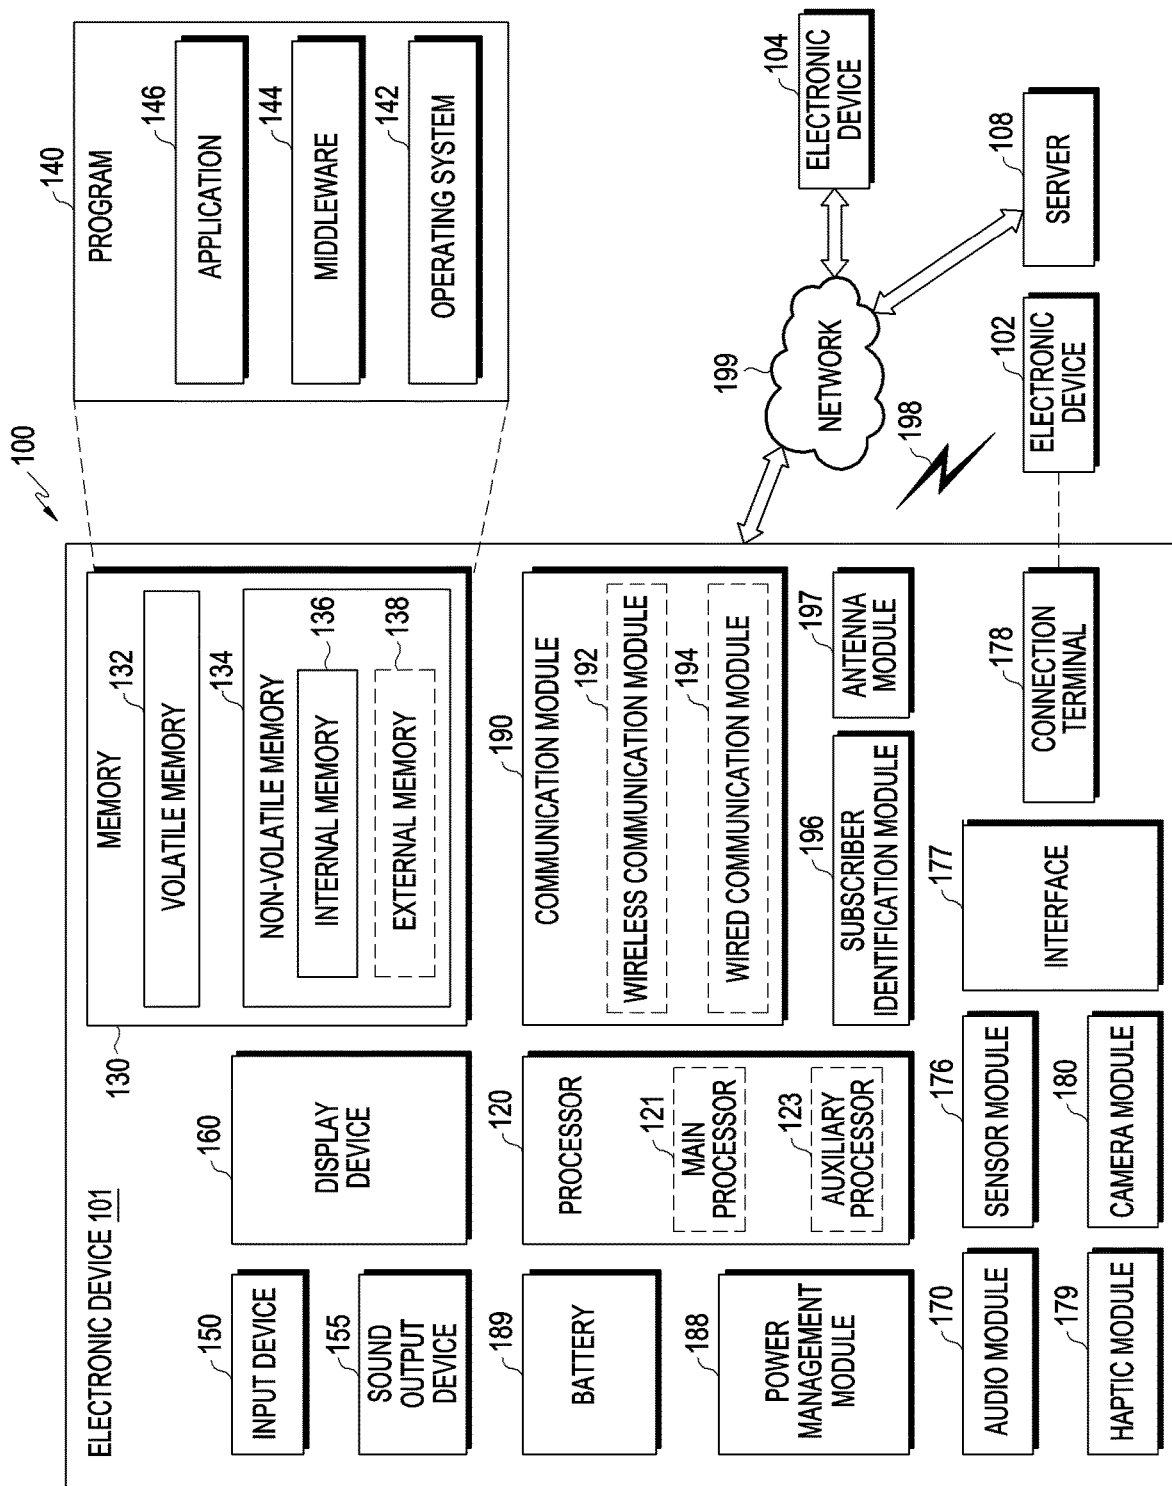 100
140
PROGRAM
146
APPLICATION
144
MIDDLEWARE
142
OPERATING SYSTEM
ELECTRONIC DEVICE 101
150
INPUT DEVICE
155
SOUND
OUTPUT
DEVICE
160
DISPLAY
DEVICE
130
MEMORY
132
VOLATILE MEMORY
134
NON-VOLATILE MEMORY
136
INTERNAL MEMORY
138
EXTERNAL MEMORY
189
BATTERY
188
POWER
MANAGEMENT
MODULE
120
PROCESSOR
121
MAIN
PROCESSOR
123
AUXILIARY
PROCESSOR
190
COMMUNICATION MODULE
192
WIRELESS COMMUNICATION MODULE
194
WIRED COMMUNICATION MODULE
196
SUBSCRIBER
IDENTIFICATION MODULE
197
ANTENNA
MODULE
170
AUDIO MODULE
176
SENSOR MODULE
177
INTERFACE
178
CONNECTION
TERMINAL
179
HAPTIC MODULE
180
CAMERA MODULE
199
NETWORK
198
104
ELECTRONIC
DEVICE
102
ELECTRONIC
DEVICE
108
SERVER